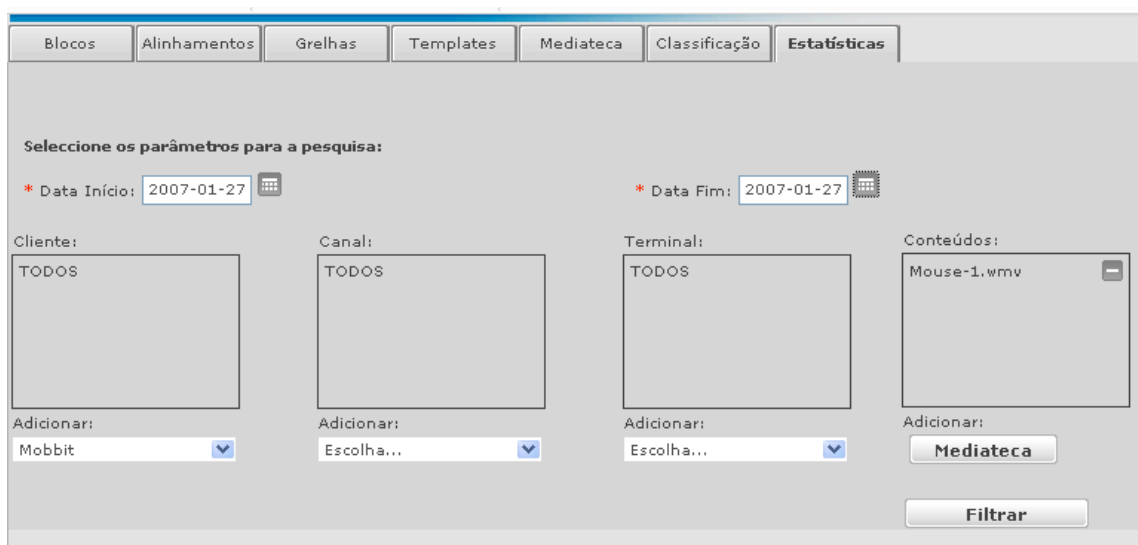 Blocos Alinhamentos Grelhas Templates Mediateca Classificação Estatísticas
Seleccione os parâmetros para a pesquisa:
* Data Início: 2007-01-27 * Data Fim: 2007-01-27
Cliente: Canal: Terminal: Conteúdos:
TODOS TODOS TODOS Mouse-1.wmv
Adicionar: Adicionar: Adicionar: Adicionar:
Mobbit Escolha... Escolha... Mediateca
Filtrar